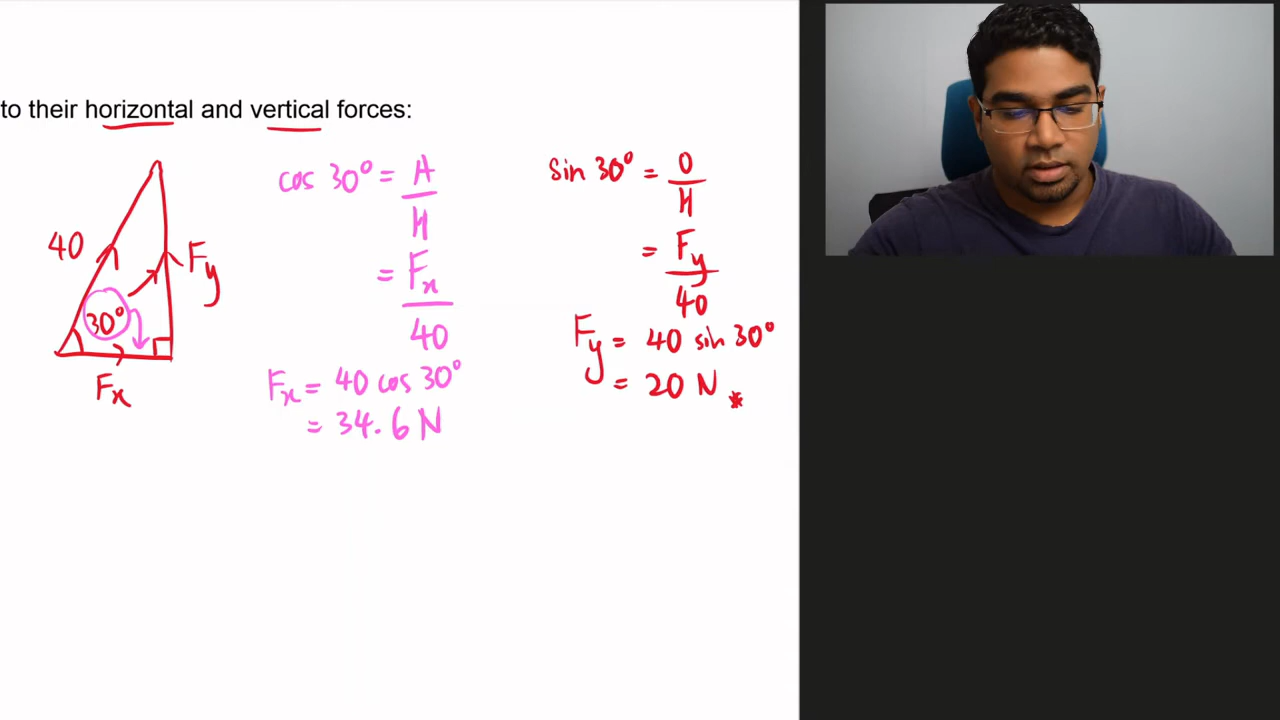 to their horizontal and vertical forces:
40
30°
Fy
Fx
cos 30° = A
H
= Fx
40
Fx = 40 cos 30°
= 34.6 N
sin 30° = O
H
= Fy
40
Fy = 40 sin 30°
= 20 N *